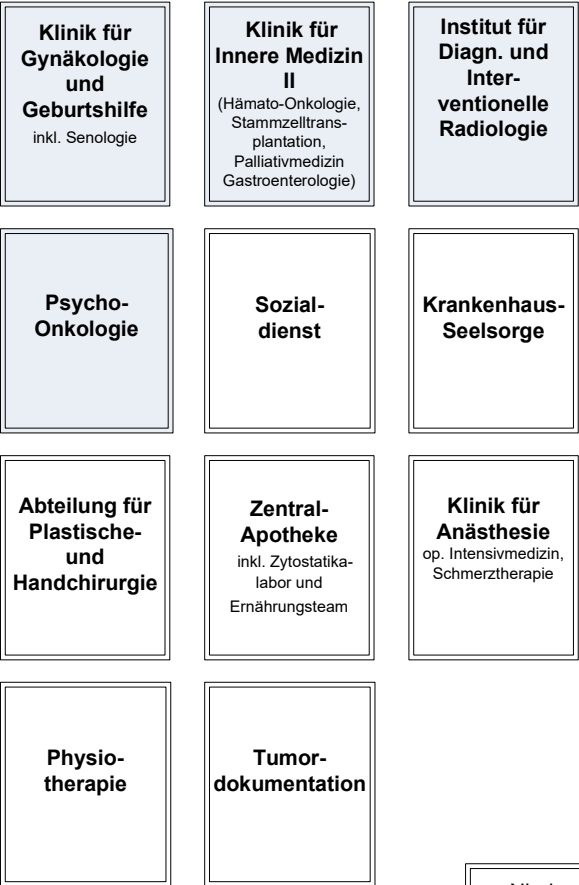 Klinik für
Gynäkologie
und
Geburtshilfe
inkl. Senologie
Klinik für
Innere Medizin
II
(Hämato-Onkologie,
Stammzelltrans-
plantation,
Palliativmedizin
Gastroenterologie)
Institut für
Diagn. und
Inter-
ventionelle
Radiologie
Psycho-
Onkologie
Sozial-
dienst
Krankenhaus-
Seelsorge
Abteilung für
Plastische-
und
Handchirurgie
Zentral-
Apotheke
inkl. Zytostatika-
labor und
Ernährungsteam
Klinik für
Anästhesie
op. Intensivmedizin,
Schmerztherapie
Physio-
therapie
Tumor-
dokumentation